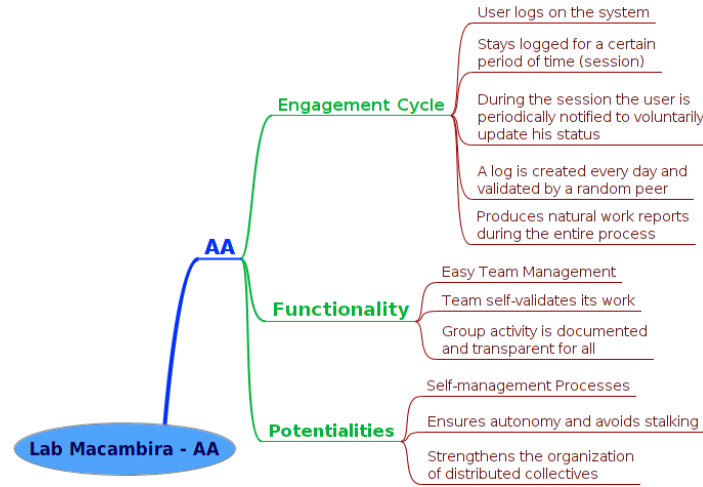 User logs on the system
Stays logged for a certain
period of time (session)
Engagement Cycle
During the session the user is
periodically notified to voluntarily
update his status
A log is created every day and
validated by a random peer
Produces natural work reports
during the entire process
AA
Easy Team Management
Functionality
Team self-validates its work
Group activity is documented
and transparent for all
Self-management Processes
Potentialities
Ensures autonomy and avoids stalking
Strengthens the organization
of distributed collectives
Lab Macambira - AA